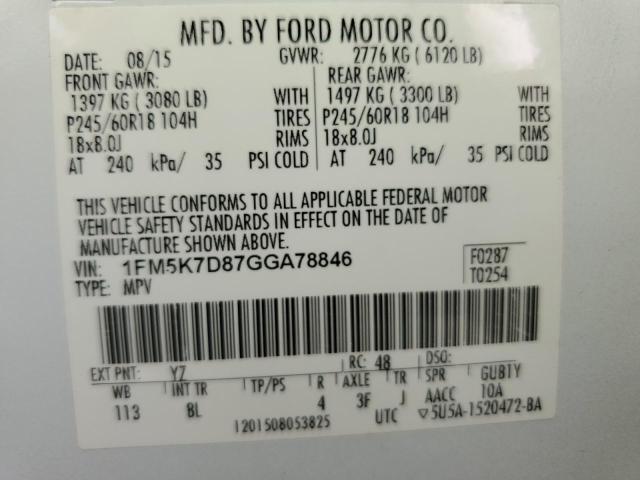 MFD. BY FORD MOTOR CO.
DATE: 08/15 GVWR: 2776 KG ( 6120 LB)
FRONT GAWR: REAR GAWR:
1397 KG ( 3080 LB) WITH 1497 KG ( 3300 LB) WITH
P245/60R18 104H TIRES P245/60R18 104H TIRES
18x8.0J RIMS 18x8.0J RIMS
AT 240 kPa/ 35 PSI COLD AT 240 kPa/ 35 PSI COLD
THIS VEHICLE CONFORMS TO ALL APPLICABLE FEDERAL MOTOR
VEHICLE SAFETY STANDARDS IN EFFECT ON THE DATE OF
MANUFACTURE SHOWN ABOVE.
VIN: 1FM5K7D87GGA78846 F0287
TYPE: MPV T0254
EXT PNT: Y7 RC: 48 DSO:
WB INT TR TP/PS R AXLE TR SPR GUB1Y
113 BL 4 3F J AACC 10A
1201508053825 UTC ▽5U5A-1520472-BA